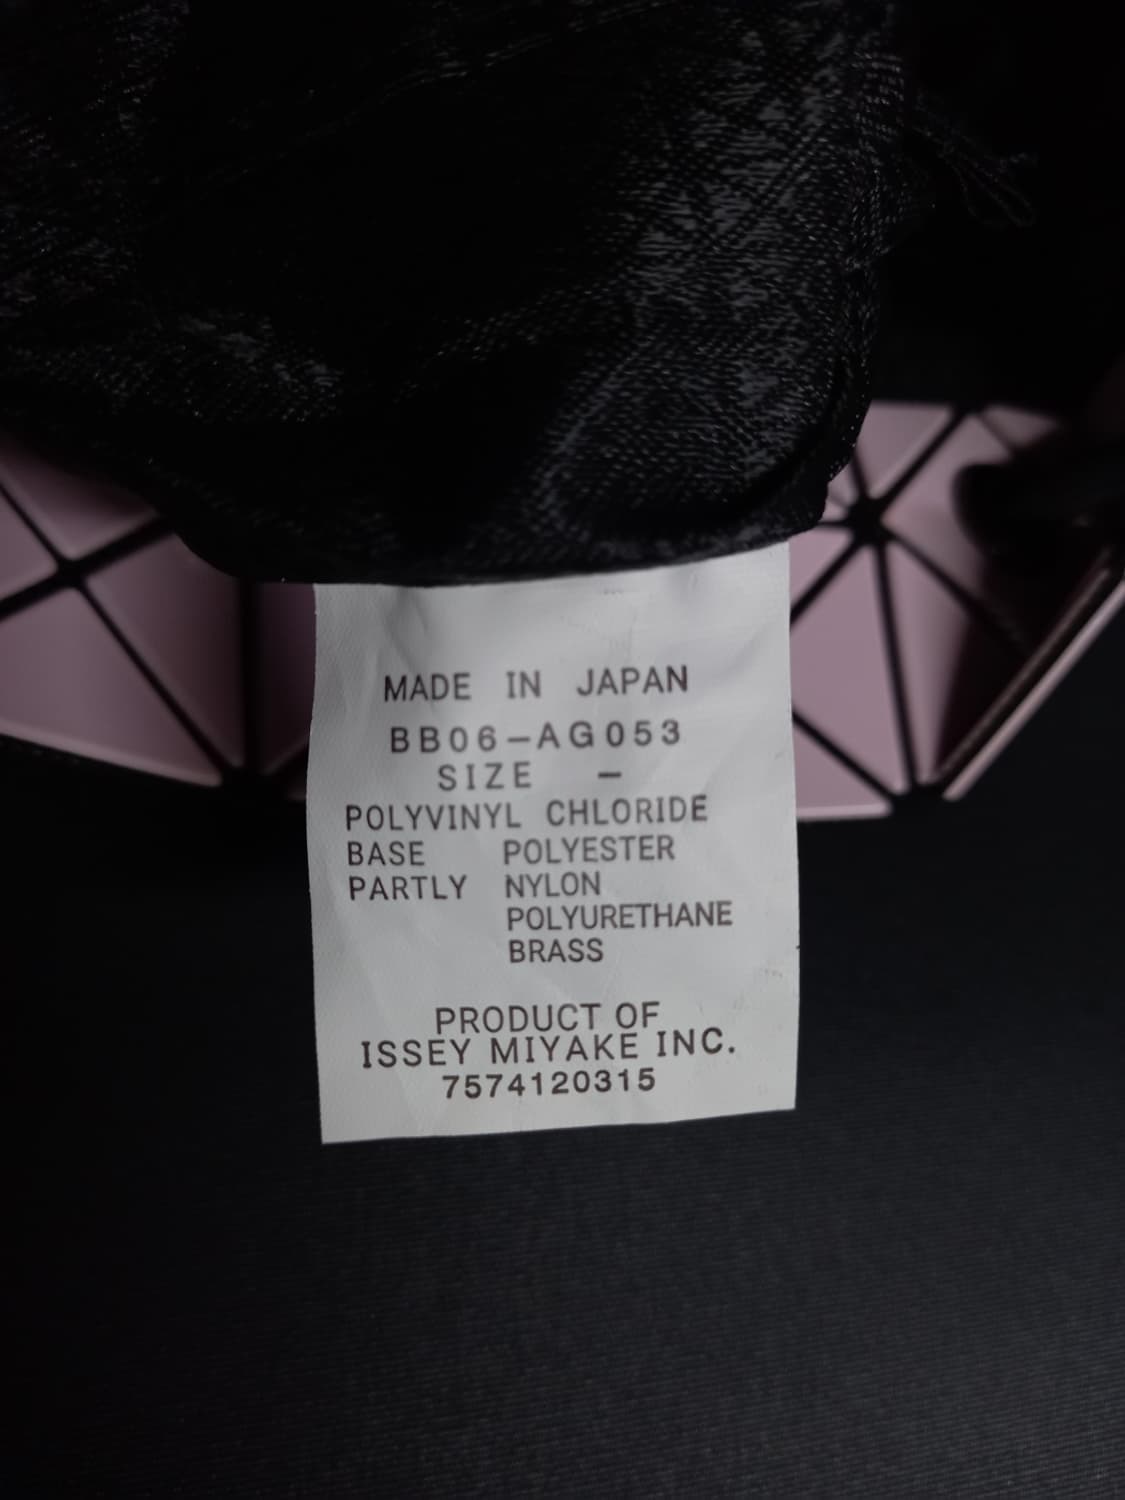 MADE IN JAPAN
BB06-AG053
SIZE -
POLYVINYL CHLORIDE
BASE POLYESTER
PARTLY NYLON
POLYURETHANE
BRASS
PRODUCT OF
ISSEY MIYAKE INC.
7574120315